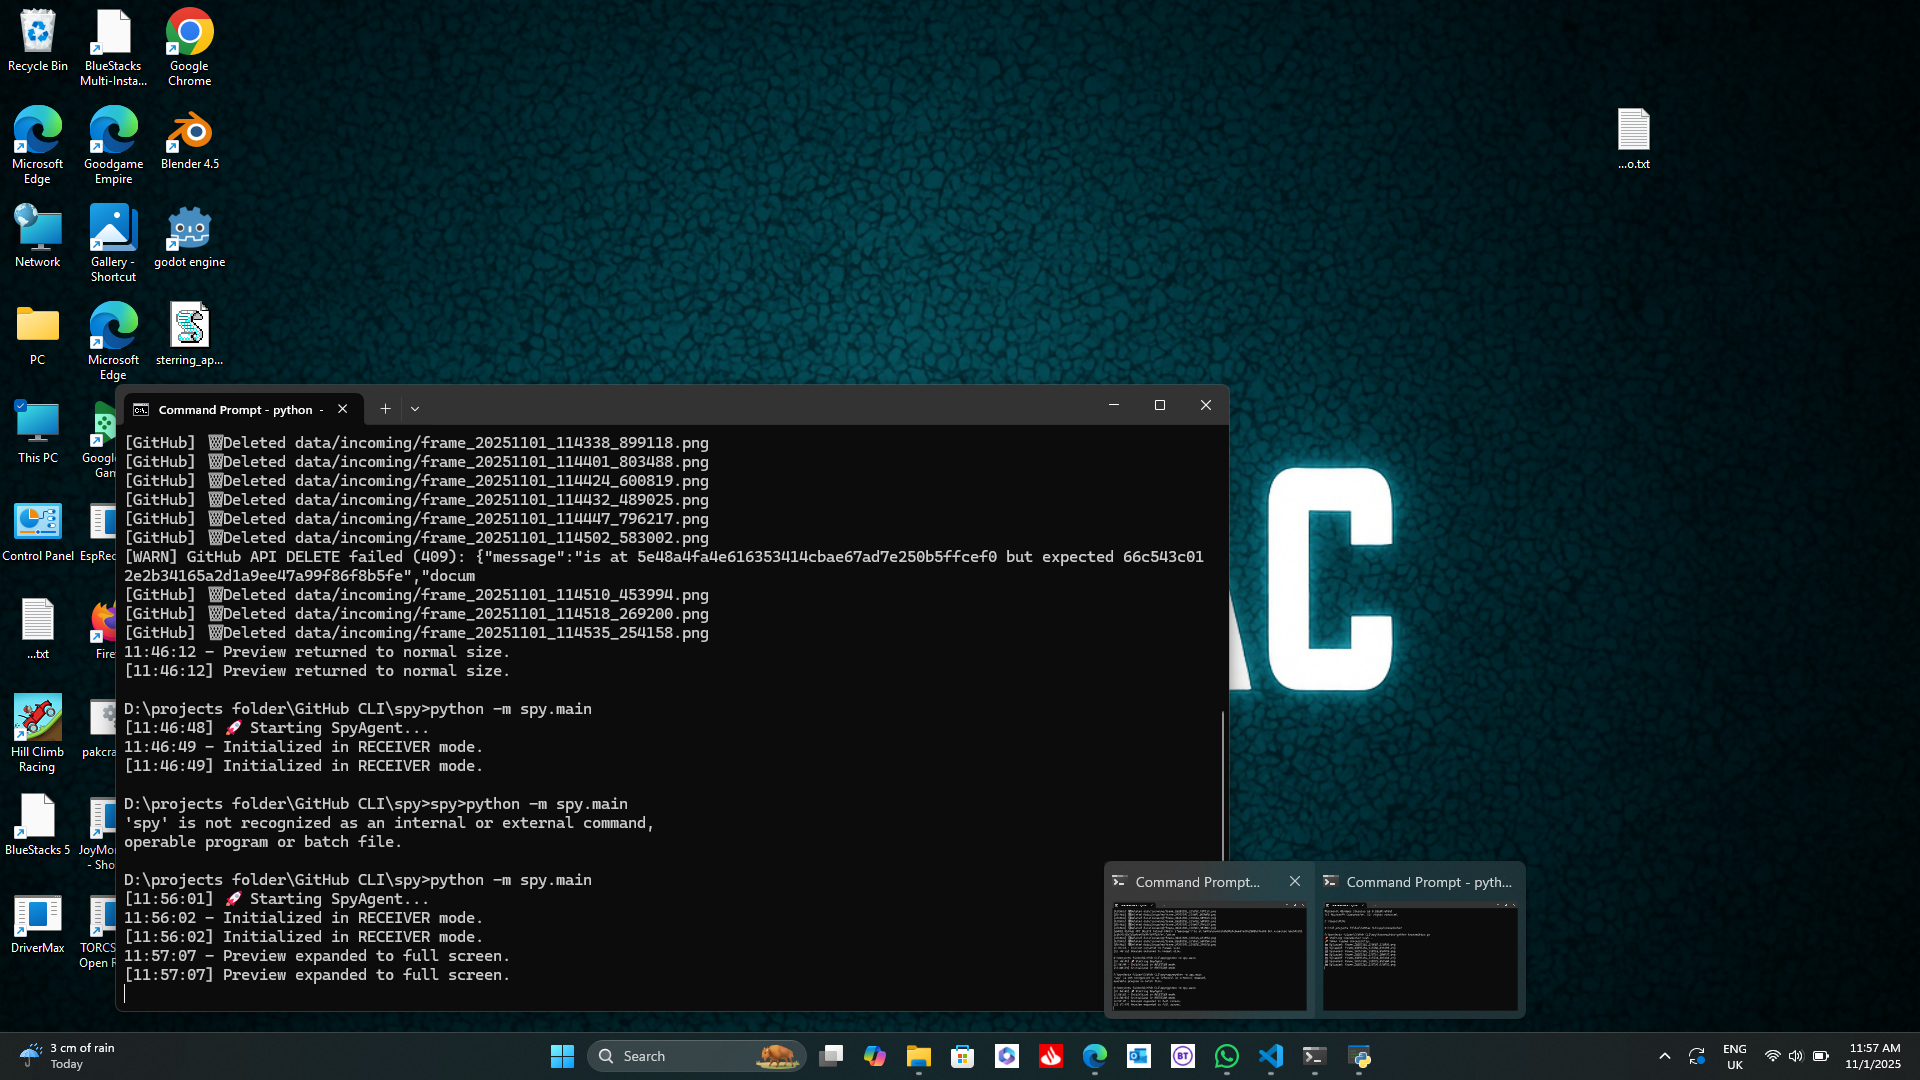 Recycle Bin
BlueStacks
Multi-Insta...
Google
Chrome
Microsoft
Edge
Goodgame
Empire
Blender 4.5
Network
Gallery -
Shortcut
godot engine
PC
Microsoft
Edge
sterring_ap...
This PC
Googl
Gan
Control Panel
EspRec
...txt
Fire
Hill Climb
Racing
pakcra
BlueStacks 5
JoyMo
- Sho
DriverMax
TORCS
Open R
...o.txt
AC
Command Prompt - python -
[GitHub] 🗑Deleted data/incoming/frame_20251101_114338_899118.png
[GitHub] 🗑Deleted data/incoming/frame_20251101_114401_803488.png
[GitHub] 🗑Deleted data/incoming/frame_20251101_114424_600819.png
[GitHub] 🗑Deleted data/incoming/frame_20251101_114432_489025.png
[GitHub] 🗑Deleted data/incoming/frame_20251101_114447_796217.png
[GitHub] 🗑Deleted data/incoming/frame_20251101_114502_583002.png
[WARN] GitHub API DELETE failed (409): {"message":"is at 5e48a4fa4e616353414cbae67ad7e250b5ffcef0 but expected 66c543c01
2e2b34165a2d1a9ee47a99f86f8b5fe","docum
[GitHub] 🗑Deleted data/incoming/frame_20251101_114510_453994.png
[GitHub] 🗑Deleted data/incoming/frame_20251101_114518_269200.png
[GitHub] 🗑Deleted data/incoming/frame_20251101_114535_254158.png
11:46:12 - Preview returned to normal size.
[11:46:12] Preview returned to normal size.
D:\projects folder\GitHub CLI\spy>python -m spy.main
[11:46:48] 🚀 Starting SpyAgent...
11:46:49 - Initialized in RECEIVER mode.
[11:46:49] Initialized in RECEIVER mode.
D:\projects folder\GitHub CLI\spy>spy>python -m spy.main
'spy' is not recognized as an internal or external command,
operable program or batch file.
D:\projects folder\GitHub CLI\spy>python -m spy.main
[11:56:01] 🚀 Starting SpyAgent...
11:56:02 - Initialized in RECEIVER mode.
[11:56:02] Initialized in RECEIVER mode.
11:57:07 - Preview expanded to full screen.
[11:57:07] Preview expanded to full screen.
Command Prompt...
Command Prompt - pyth...
3 cm of rain
Today
Search
BT
ENG
UK
11:57 AM
11/1/2025